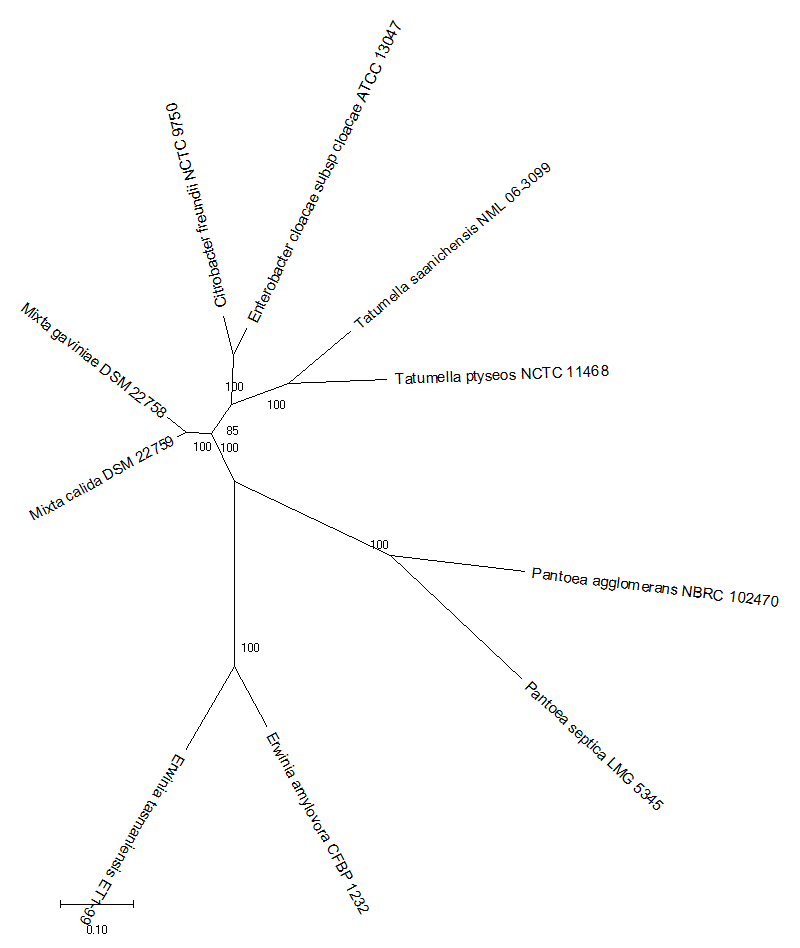 Enterobacter cloacae subsp cloacae ATCC 13047
Citrobacter freundii NCTC 9750
Tatumella saanichensis NML 06-3099
Tatumella ptyseos NCTC 11468
100
100
Mixta gaviniae DSM 22758
85
100
100
Mixta calida DSM 22759
100
Pantoea agglomerans NBRC 102470
Pantoea septica LMG 5345
100
Erwinia tasmaniensis ET1-99
Erwinia amylovora CFBP 1232
0.10